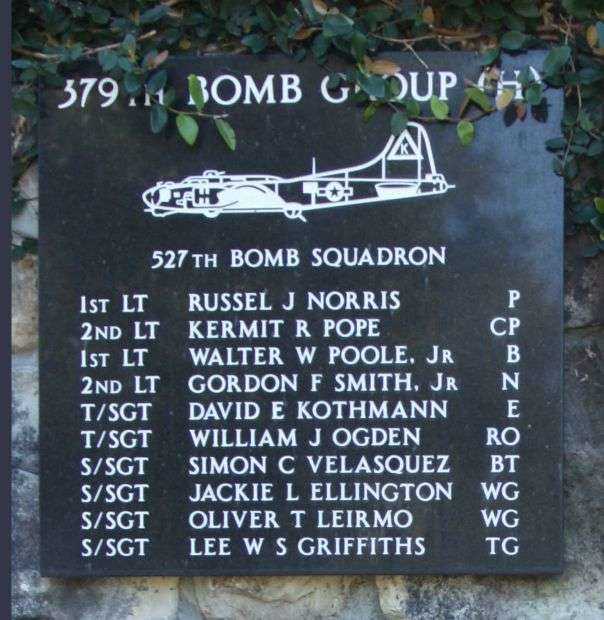 379TH BOMB GROUP (H)
K
527TH BOMB SQUADRON
1ST LT RUSSEL J NORRIS P
2ND LT KERMIT R POPE CP
1ST LT WALTER W POOLE, JR B
2ND LT GORDON F SMITH, JR N
T/SGT DAVID E KOTHMANN E
T/SGT WILLIAM J OGDEN RO
S/SGT SIMON C VELASQUEZ BT
S/SGT JACKIE L ELLINGTON WG
S/SGT OLIVER T LEIRMO WG
S/SGT LEE W S GRIFFITHS TG